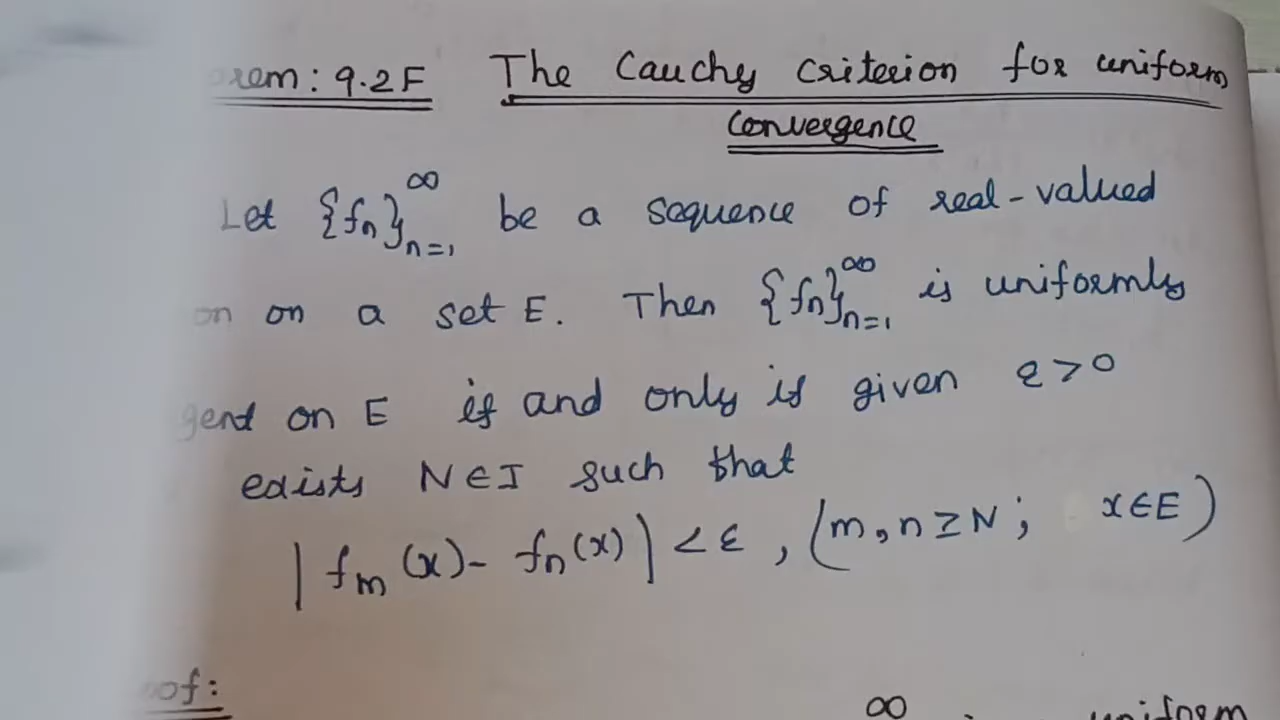 rem: 9.2F The Cauchy Criterion for uniform
Convergence
Let {fn}∞n=1 be a sequence of real-valued
on on a set E. Then {fn}∞n=1 is uniformly
gent on E if and only if given ε>0
exists N∈I such that
|fm(x)- fn(x)| <ε, (m,n≥N; x∈E)
of:
∞ uniform